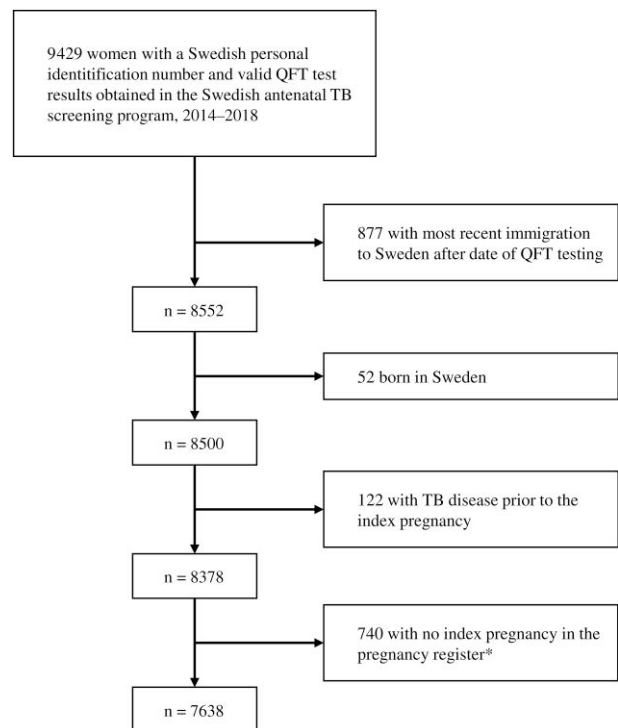 9429 women with a Swedish personal
identitification number and valid QFT test
results obtained in the Swedish antenatal TB
screening program, 2014–2018
877 with most recent immigration
to Sweden after date of QFT testing
n = 8552
52 born in Sweden
n = 8500
122 with TB disease prior to the
index pregnancy
n = 8378
740 with no index pregnancy in the
pregnancy register*
n = 7638